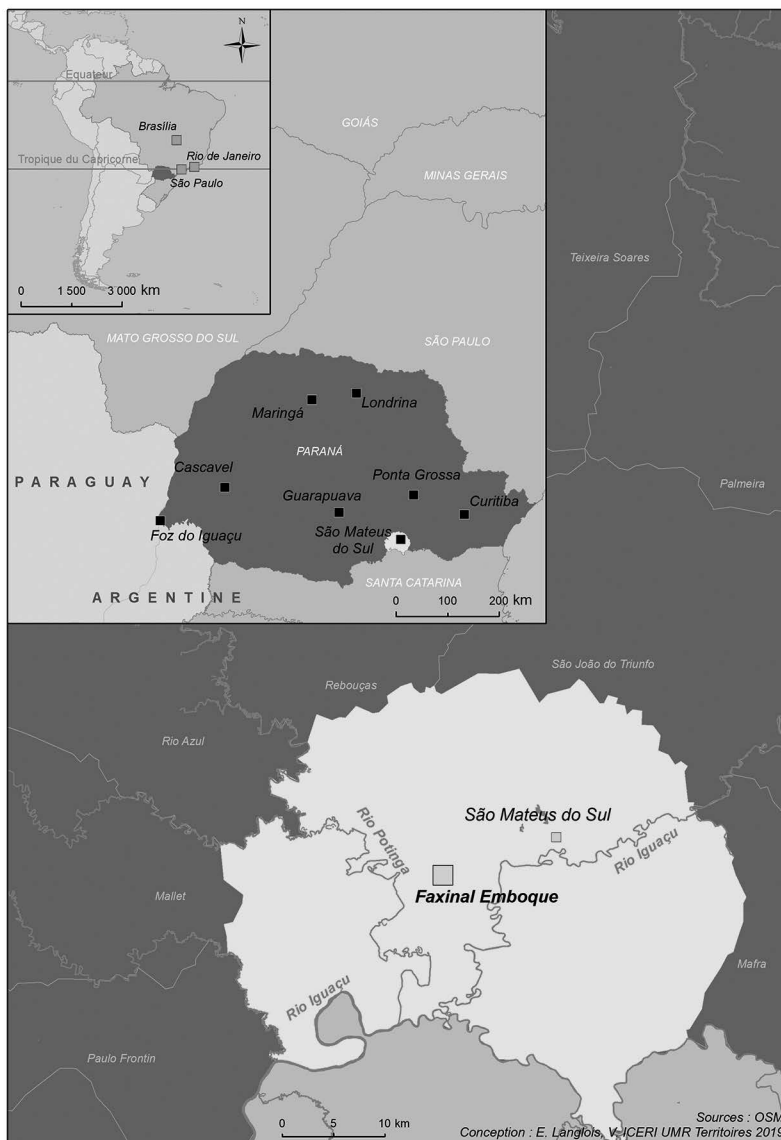 N
Equateur
Brasília
Rio de Janeiro
Tropique du Capricorne
São Paulo
0 1 500 3 000 km
GOIÁS
MINAS GERAIS
MATO GROSSO DO SUL
SÃO PAULO
Maringá
Londrina
PARANÁ
PARAGUAY
Cascavel
Ponta Grossa
Guarapuava
Curitiba
Foz do Iguaçu
São Mateus
do Sul
SANTA CATARINA
ARGENTINE
0 100 200 km
Teixeira Soares
Palmeira
São João do Triunfo
Rebouças
Rio Azul
São Mateus do Sul
Rio Potinga
Rio Iguaçu
Faxinal Emboque
Mallet
Mafra
Rio Iguaçu
Paulo Frontin
0 5 10 km
Sources : OSM
Conception : E. Langlois, V. ICERI UMR Territoires 2019